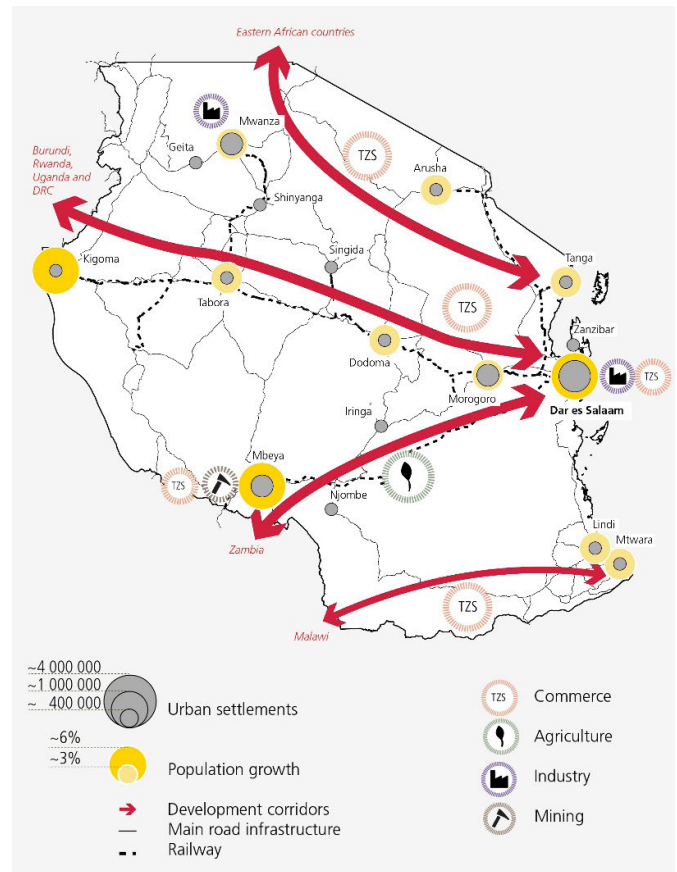 Eastern African countries
Mwanza
TZS
Geita
Arusha
Burundi,
Rwanda,
Uganda and
DRC
Shinyanga
Kigoma
Singida
Tanga
Tabora
TZS
Zanzibar
Dodoma
TZS
Morogoro
Dar es Salaam
Iringa
Mbeya
TZS
Njombe
Lindi
Mtwara
Zambia
TZS
Malawi
~4 000 000
~1 000 000
~ 400 000
Urban settlements
~6%
~3%
Population growth
Development corridors
Main road infrastructure
Railway
TZS Commerce
Agriculture
Industry
Mining